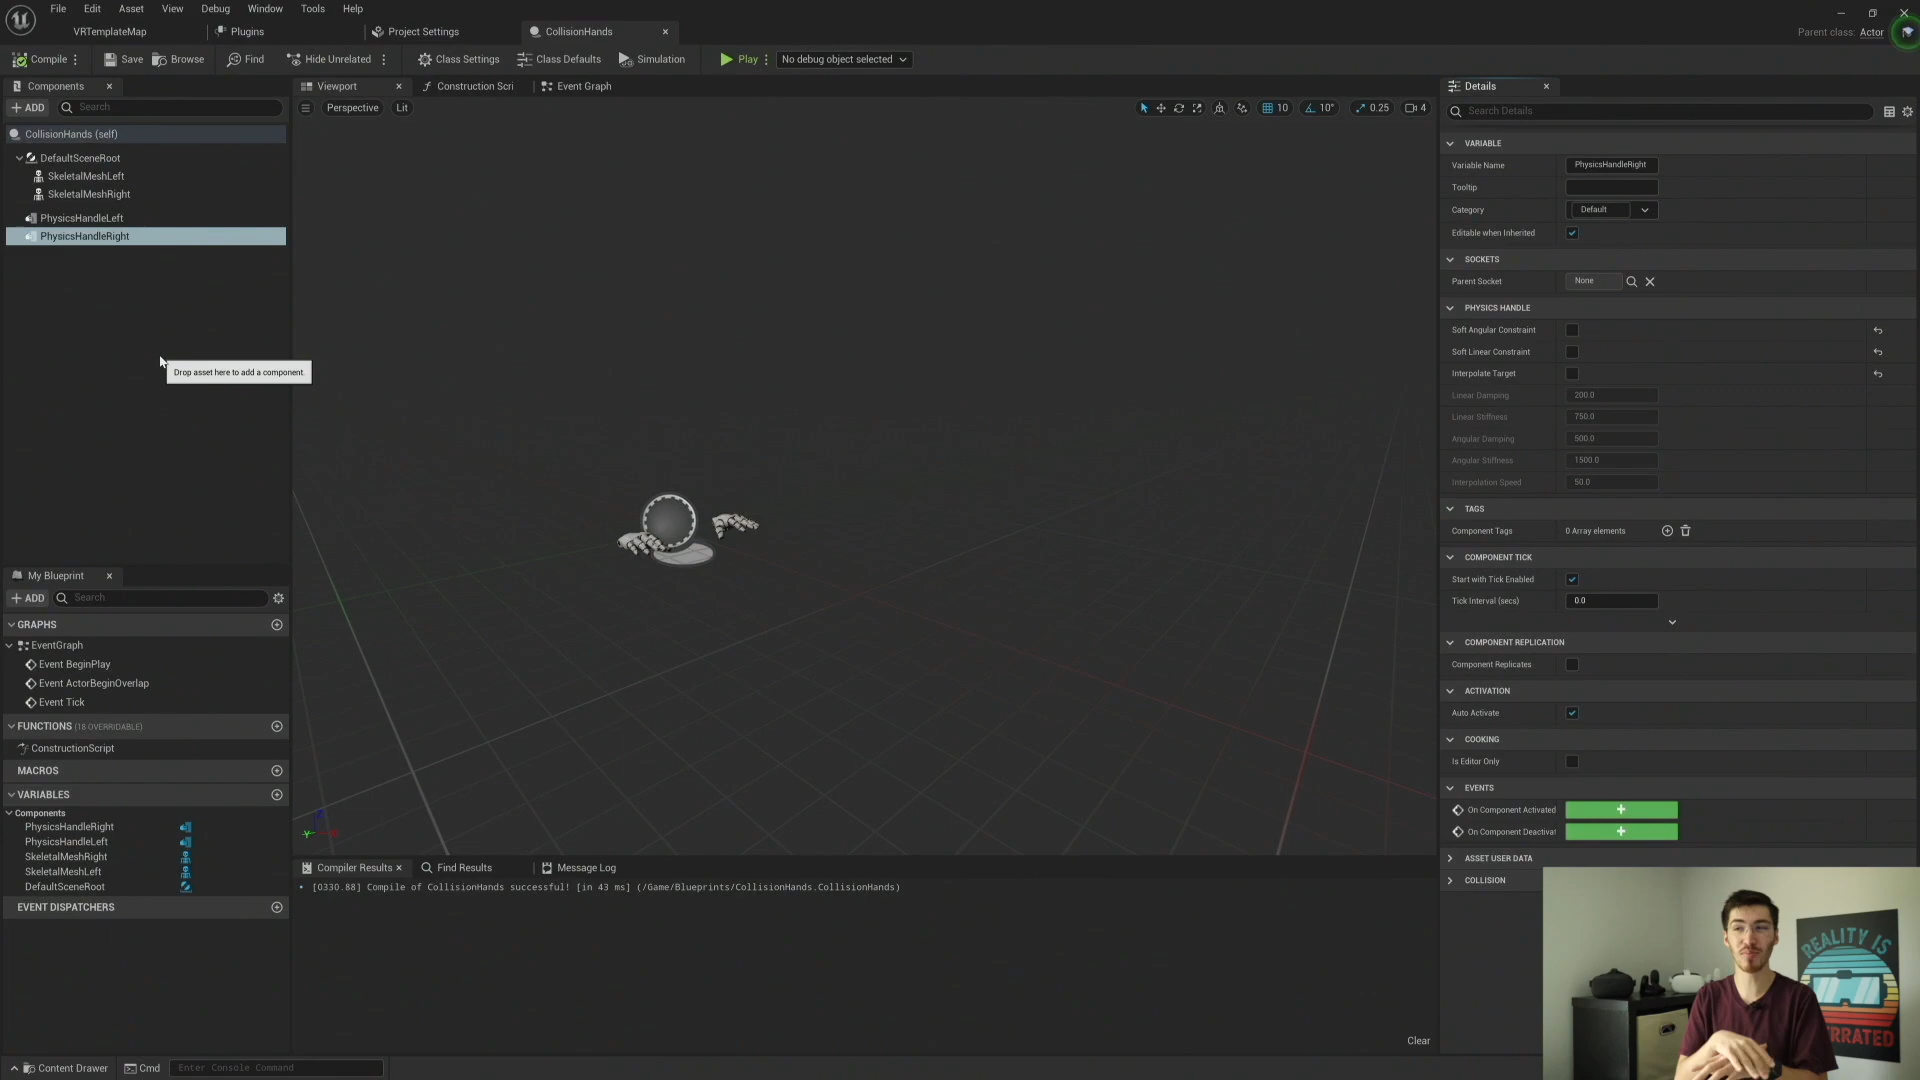 File Edit Asset View Debug Window Tools Help
VRTemplateMap Plugins Project Settings CollisionHands
Parent class: Actor
Compile Save Browse Find Hide Unrelated Class Settings Class Defaults Simulation Play No debug object selected
Components
ADD Search
CollisionHands (self)
DefaultSceneRoot
SkeletalMeshLeft
SkeletalMeshRight
PhysicsHandleLeft
PhysicsHandleRight
Drop asset here to add a component.
My Blueprint
ADD Search
GRAPHS
EventGraph
Event BeginPlay
Event ActorBeginOverlap
Event Tick
FUNCTIONS (18 OVERRIDABLE)
ConstructionScript
MACROS
VARIABLES
Components
PhysicsHandleRight
PhysicsHandleLeft
SkeletalMeshRight
SkeletalMeshLeft
DefaultSceneRoot
EVENT DISPATCHERS
Viewport Construction Scri Event Graph
Perspective Lit 10 10° 0.25 4
Compiler Results Find Results Message Log
[0330.88] Compile of CollisionHands successful! [in 43 ms] (/Game/Blueprints/CollisionHands.CollisionHands)
Clear
Details
Search Details
VARIABLE
Variable Name PhysicsHandleRight
Tooltip
Category Default
Editable when Inherited
SOCKETS
Parent Socket None
PHYSICS HANDLE
Soft Angular Constraint
Soft Linear Constraint
Interpolate Target
Linear Damping 200.0
Linear Stiffness 750.0
Angular Damping 500.0
Angular Stiffness 1500.0
Interpolation Speed 50.0
TAGS
Component Tags 0 Array elements
COMPONENT TICK
Start with Tick Enabled
Tick Interval (secs) 0.0
COMPONENT REPLICATION
Component Replicates
ACTIVATION
Auto Activate
COOKING
Is Editor Only
EVENTS
On Component Activated
On Component Deactivat
ASSET USER DATA
COLLISION
REALITY IS
ERRATED
Content Drawer Cmd Enter Console Command